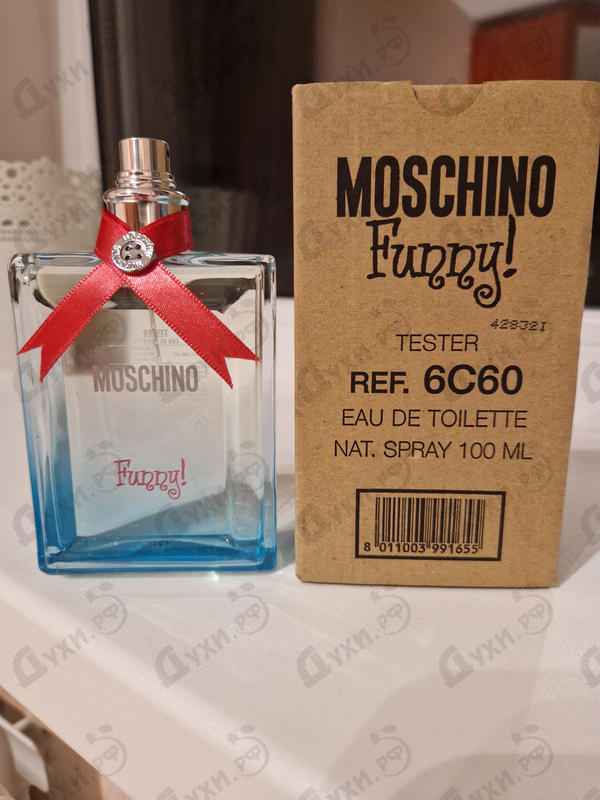 MOSCHINO
Funny!
428321
TESTER
REF. 6C60
EAU DE TOILETTE
NAT. SPRAY 100 ML
8 011003 991655
MOSCHINO
Funny!
TESTER
Духи.РФ